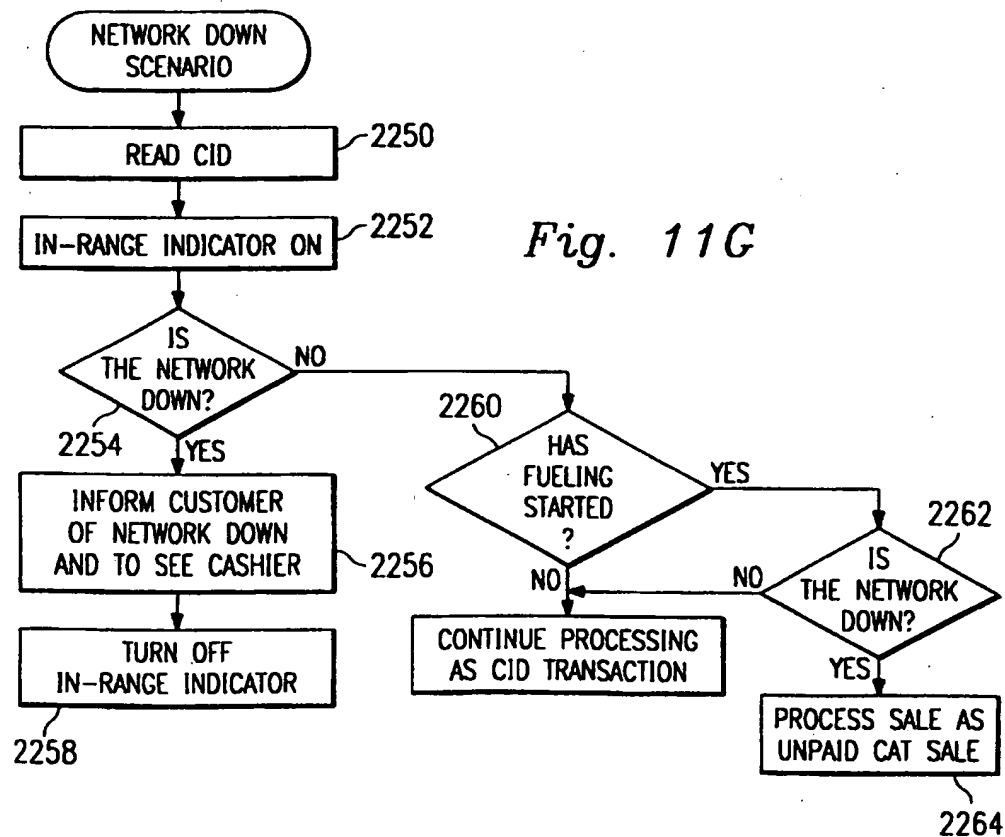 NETWORK DOWN
SCENARIO
READ CID
2250
IN-RANGE INDICATOR ON
2252
Fig. 11G
IS
THE NETWORK
DOWN?
NO
2254
YES
INFORM CUSTOMER
OF NETWORK DOWN
AND TO SEE CASHIER
2256
TURN OFF
IN-RANGE INDICATOR
2258
2260
HAS
FUELING
STARTED
?
YES
NO
2262
IS
THE NETWORK
DOWN?
NO
YES
CONTINUE PROCESSING
AS CID TRANSACTION
PROCESS SALE AS
UNPAID CAT SALE
2264